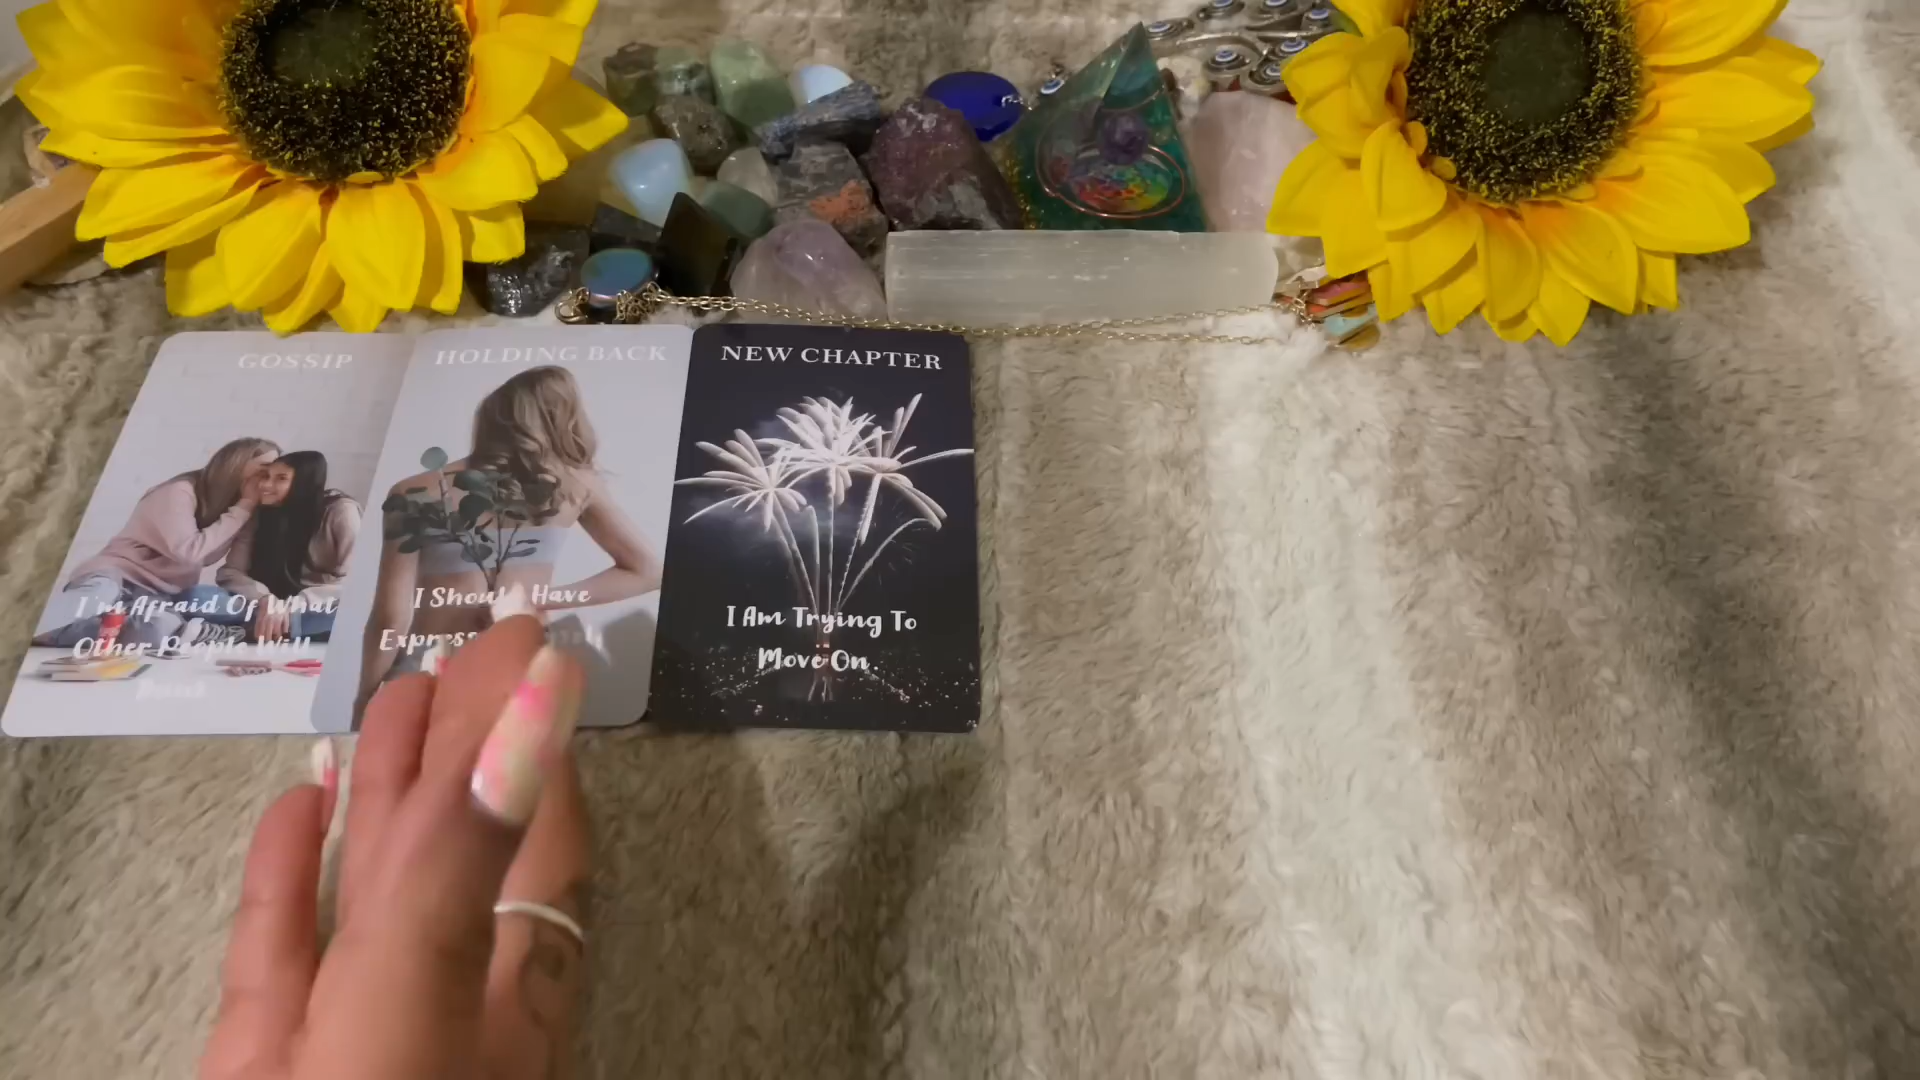 GOSSIP
I'm Afraid Of What
Other People Will
HOLDING BACK
I Should Have
NEW CHAPTER
I Am Trying To
Move On.